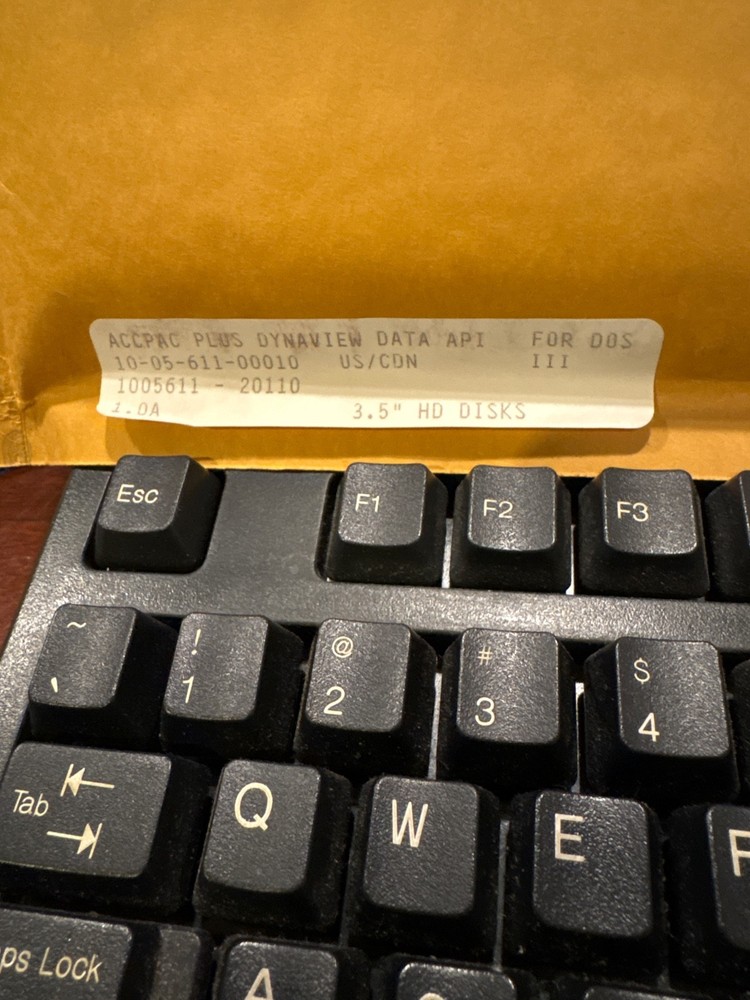 ACCPAC PLUS DYNAVIEW DATA API FOR DOS
10-05-611-00010 US/CDN III
1005611 - 20110
1.0A 3.5" HD DISKS
Esc F1 F2 F3
~ ! @ # $
` 1 2 3 4
Tab Q W E
ps Lock A